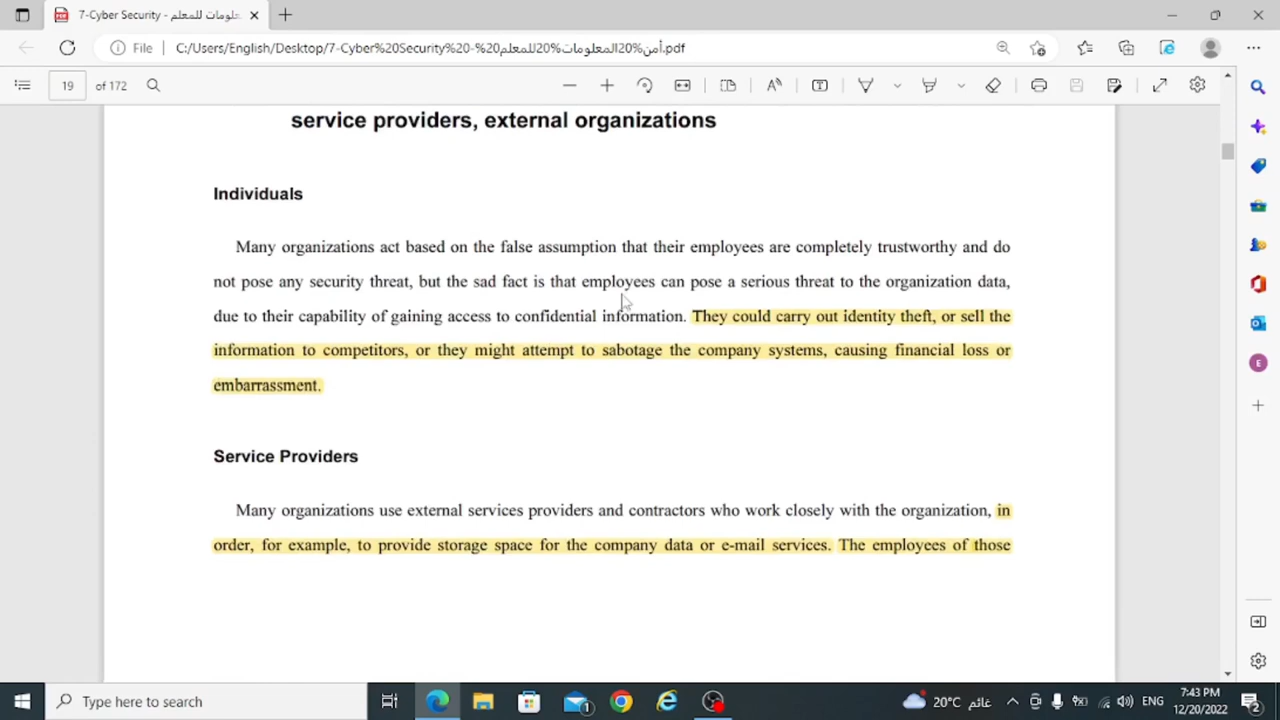 7-Cyber Security - أمن المعلومات للمعلم
File
C:/Users/English/Desktop/7-Cyber%20Security%20-%20أمن%20المعلومات%20للمعلم.pdf
19 of 172
service providers, external organizations
Individuals
Many organizations act based on the false assumption that their employees are completely trustworthy and do
not pose any security threat, but the sad fact is that employees can pose a serious threat to the organization data,
due to their capability of gaining access to confidential information. They could carry out identity theft, or sell the
information to competitors, or they might attempt to sabotage the company systems, causing financial loss or
embarrassment.
Service Providers
Many organizations use external services providers and contractors who work closely with the organization, in
order, for example, to provide storage space for the company data or e-mail services. The employees of those
Type here to search
20°C غائم
ENG
7:43 PM
12/20/2022